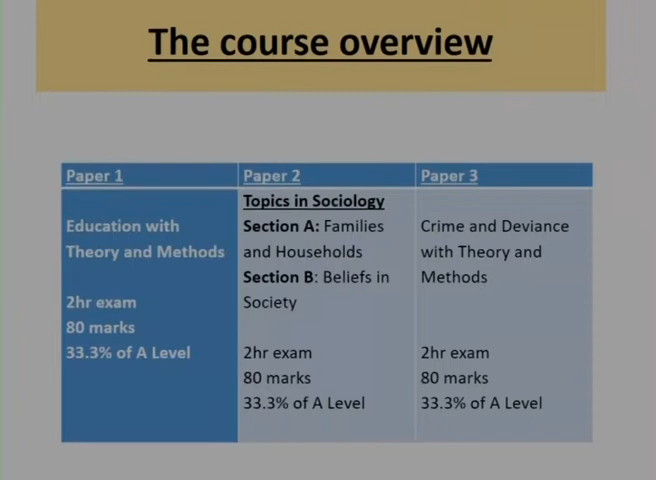 The course overview
Paper 1
Education with
Theory and Methods
2hr exam
80 marks
33.3% of A Level
Paper 2
Topics in Sociology
Section A: Families
and Households
Section B: Beliefs in
Society
2hr exam
80 marks
33.3% of A Level
Paper 3
Crime and Deviance
with Theory and
Methods
2hr exam
80 marks
33.3% of A Level